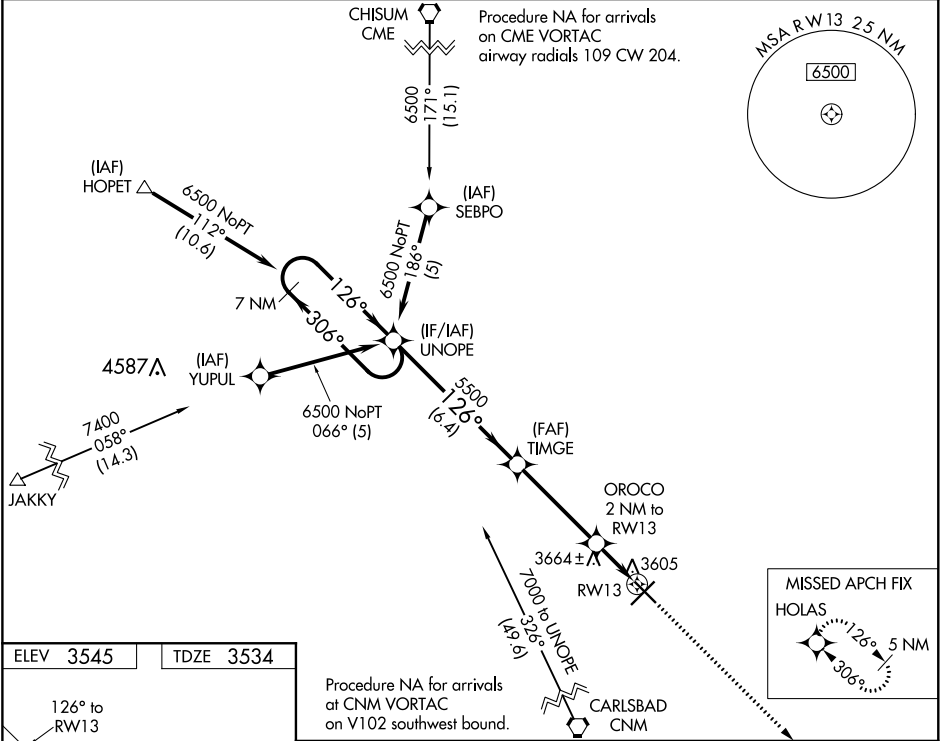 CHISUM
CME
Procedure NA for arrivals
on CME VORTAC
airway radials 109 CW 204.
MSA RW13 25 NM
6500
6500
171°
(15.1)
(IAF)
HOPET
6500 NoPT
112°
(10.6)
(IAF)
SEBPO
6500 NoPT
186°
(5)
7 NM
126°
306°
(IF/IAF)
UNOPE
4587
(IAF)
YUPUL
6500 NoPT
066° (5)
5500
126°
(6.4)
7400
058°
(14.3)
JAKKY
(FAF)
TIMGE
OROCO
2 NM to
RW13
3664±
3605
RW13
7000 to UNOPE
326°
(49.6)
MISSED APCH FIX
HOLAS
126°
5 NM
306°
ELEV 3545
TDZE 3534
126° to
RW13
Procedure NA for arrivals
at CNM VORTAC
on V102 southwest bound.
CARLSBAD
CNM